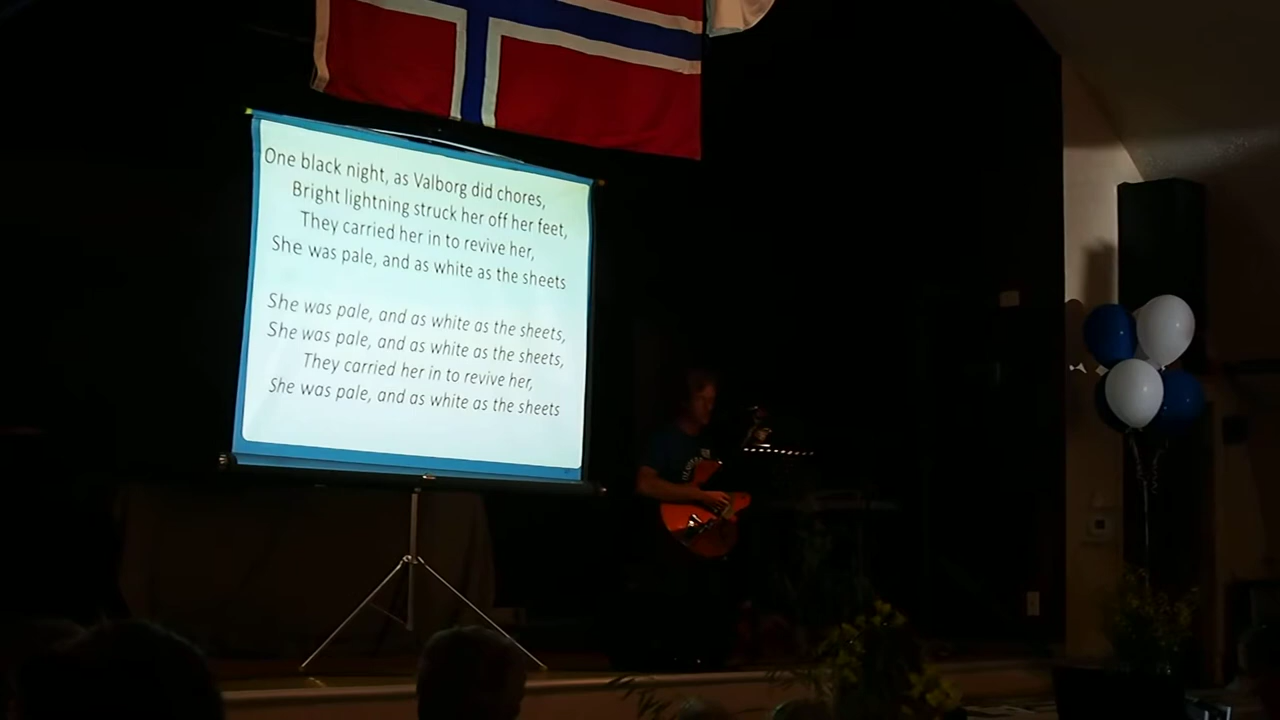 One black night, as Valborg did chores,
Bright lightning struck her off her feet,
They carried her in to revive her,
She was pale, and as white as the sheets
She was pale, and as white as the sheets,
She was pale, and as white as the sheets,
They carried her in to revive her,
She was pale, and as white as the sheets